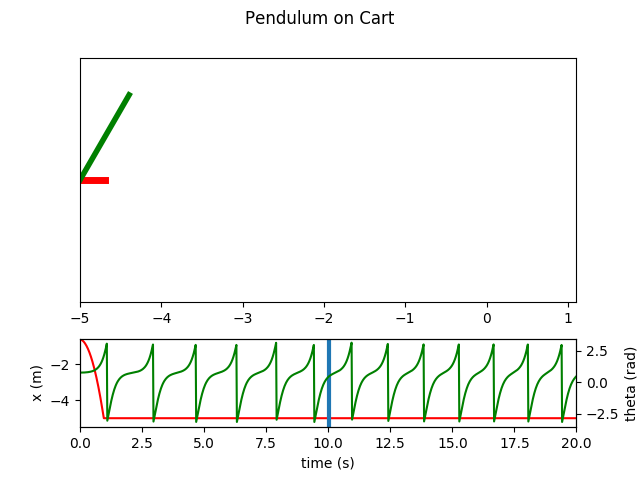 Pendulum on Cart
−5 −4 −3 −2 −1 0 1
x (m)
−2
−4
2.5
0.0
−2.5
theta (rad)
0.0 2.5 5.0 7.5 10.0 12.5 15.0 17.5 20.0
time (s)